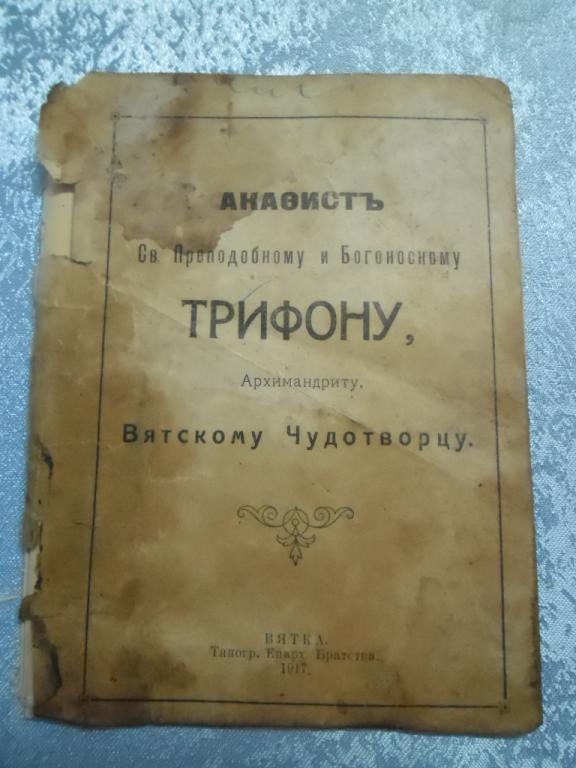 АКАѲИСТЪ
Св. Преподобному и Богоносному
ТРИФОНУ,
Архимандриту,
Вятскому Чудотворцу.
ВЯТКА.
Типогр. Епарх. Братства.
1917.